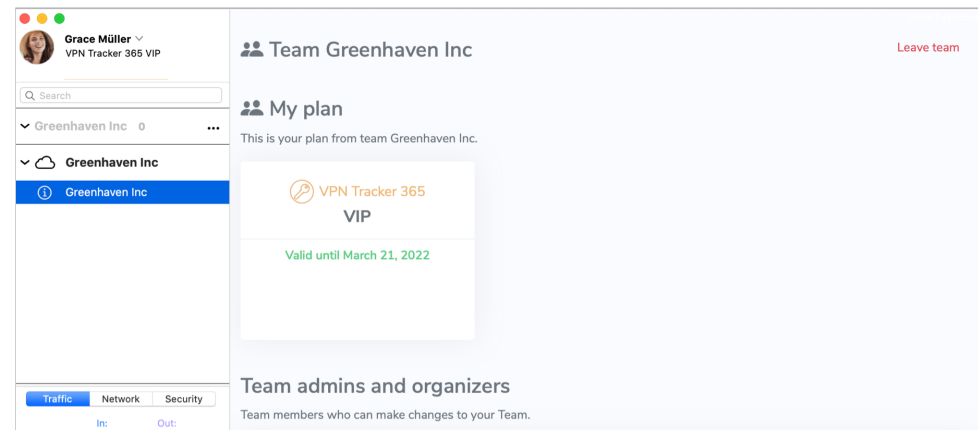 Grace Müller
VPN Tracker 365 VIP
Search
Greenhaven Inc 0 ...
Greenhaven Inc
Greenhaven Inc
Traffic Network Security
In: Out:
Team Greenhaven Inc
Leave team
My plan
This is your plan from team Greenhaven Inc.
VPN Tracker 365
VIP
Valid until March 21, 2022
Team admins and organizers
Team members who can make changes to your Team.